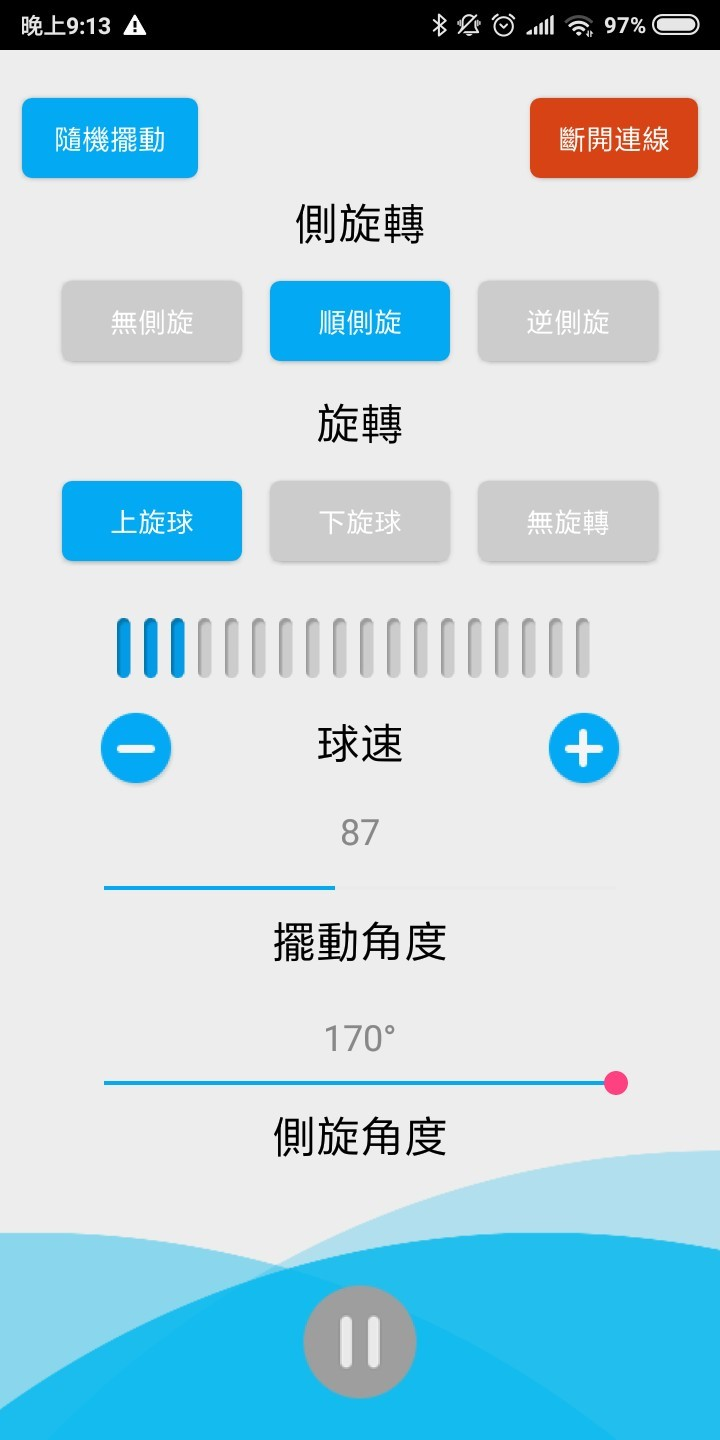 晚上9:13 97%
隨機擺動 斷開連線
側旋轉
無側旋 順側旋 逆側旋
旋轉
上旋球 下旋球 無旋轉
球速
87
擺動角度
170°
側旋角度